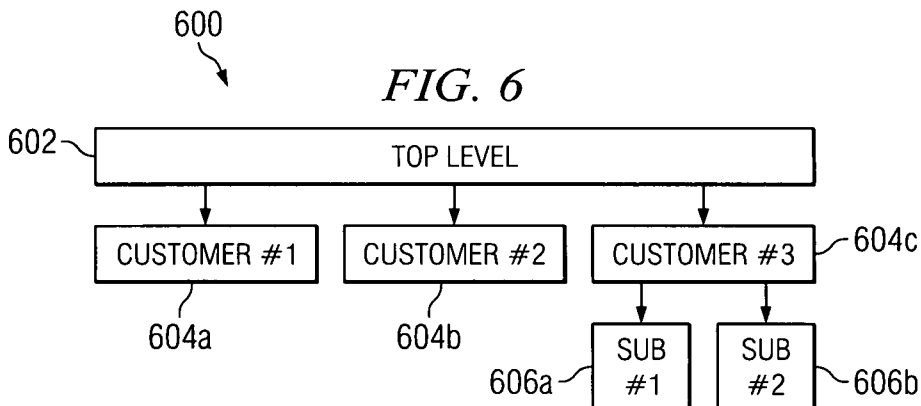 600
FIG. 6
602
TOP LEVEL
CUSTOMER #1
CUSTOMER #2
CUSTOMER #3
604c
604a
604b
606a
SUB
#1
SUB
#2
606b